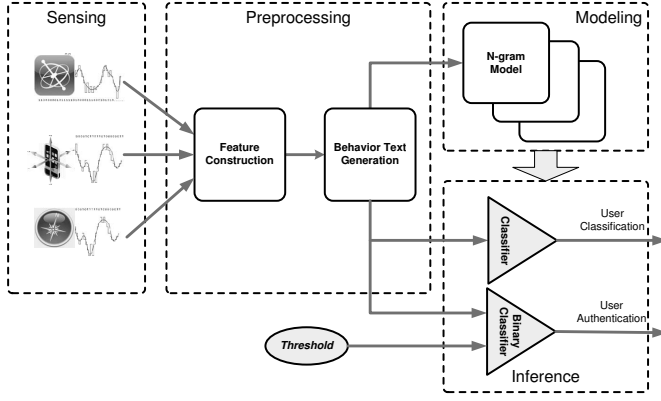 Sensing
Preprocessing
Modeling
Feature
Construction
Behavior Text
Generation
N-gram
Model
Classifier
User
Classification
Binary
Classifier
User
Authentication
Threshold
Inference